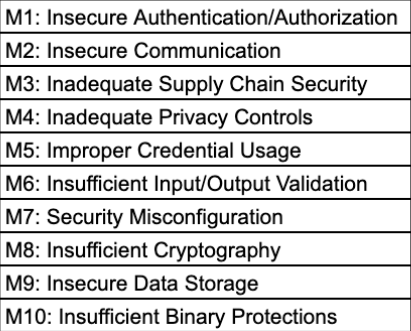 M1: Insecure Authentication/Authorization
M2: Insecure Communication
M3: Inadequate Supply Chain Security
M4: Inadequate Privacy Controls
M5: Improper Credential Usage
M6: Insufficient Input/Output Validation
M7: Security Misconfiguration
M8: Insufficient Cryptography
M9: Insecure Data Storage
M10: Insufficient Binary Protections